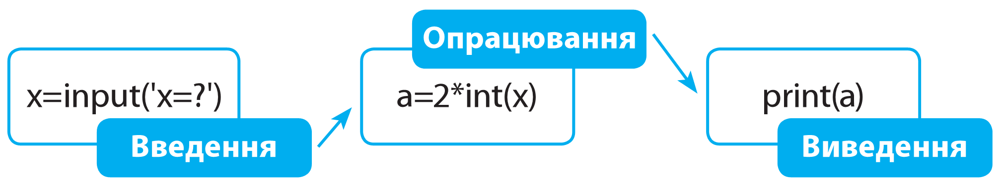 x=input('x=?')
Введення
Опрацювання
a=2*int(x)
print(a)
Виведення